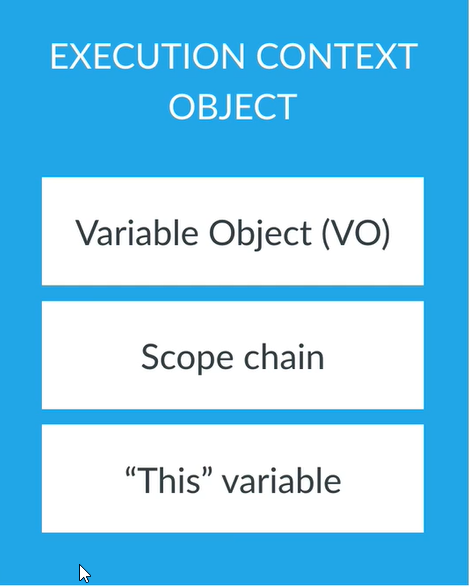 EXECUTION CONTEXT
OBJECT
Variable Object (VO)
Scope chain
“This” variable